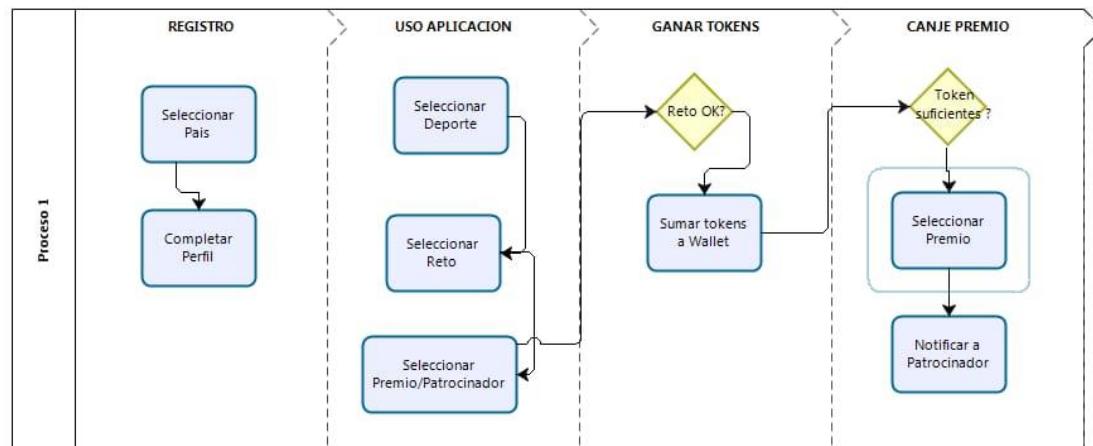 Proceso 1
REGISTRO
USO APLICACION
GANAR TOKENS
CANJE PREMIO
Seleccionar
Pais
Completar
Perfil
Seleccionar
Deporte
Seleccionar
Reto
Seleccionar
Premio/Patrocinador
Reto OK?
Sumar tokens
a Wallet
Token
suficientes ?
Seleccionar
Premio
Notificar a
Patrocinador